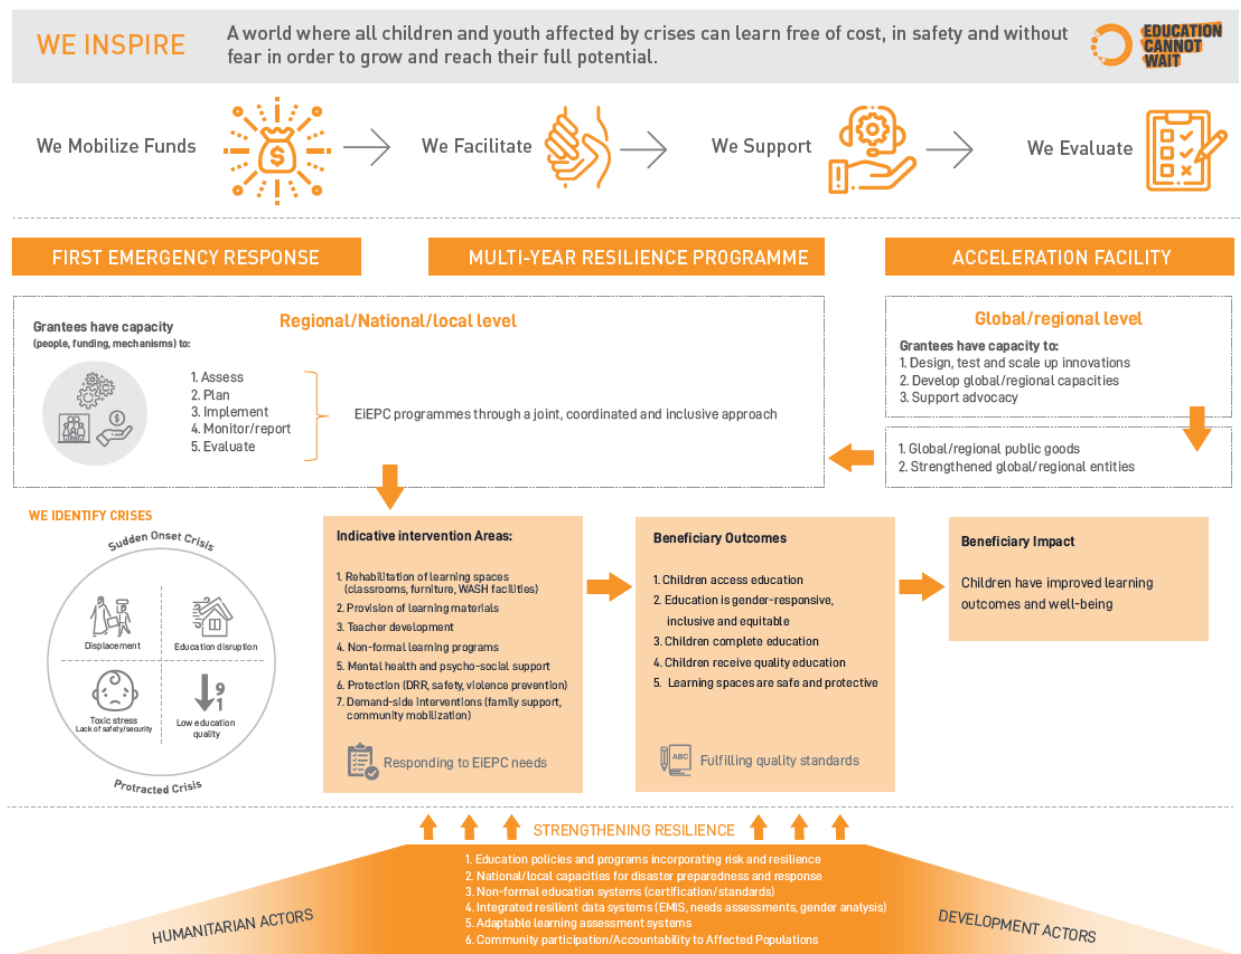 WE INSPIRE
A world where all children and youth affected by crises can learn free of cost, in safety and without
fear in order to grow and reach their full potential.
EDUCATION
CANNOT
WAIT
We Mobilize Funds
$
We Facilitate
We Support
We Evaluate
FIRST EMERGENCY RESPONSE
MULTI-YEAR RESILIENCE PROGRAMME
ACCELERATION FACILITY
Regional/National/local level
Grantees have capacity
(people, funding, mechanisms) to:
$
1. Assess
2. Plan
3. Implement
4. Monitor/report
5. Evaluate
EiEPC programmes through a joint, coordinated and inclusive approach
Global/regional level
Grantees have capacity to:
1. Design, test and scale up innovations
2. Develop global/regional capacities
3. Support advocacy
1. Global/regional public goods
2. Strengthened global/regional entities
WE IDENTIFY CRISES
Sudden Onset Crisis
Displacement
Education disruption
Toxic stress
Lack of safety/security
9
1
Low education
quality
Protracted Crisis
Indicative intervention Areas:
1. Rehabilitation of learning spaces
(classrooms, furniture, WASH facilities)
2. Provision of learning materials
3. Teacher development
4. Non-formal learning programs
5. Mental health and psycho-social support
6. Protection (DRR, safety, violence prevention)
7. Demand-side interventions (family support,
community mobilization)
Responding to EiEPC needs
Beneficiary Outcomes
1. Children access education
2. Education is gender-responsive,
inclusive and equitable
3. Children complete education
4. Children receive quality education
5. Learning spaces are safe and protective
ABC
Fulfilling quality standards
Beneficiary Impact
Children have improved learning
outcomes and well-being
STRENGTHENING RESILIENCE
1. Education policies and programs incorporating risk and resilience
2. National/local capacities for disaster preparedness and response
3. Non-formal education systems (certification/standards)
4. Integrated resilient data systems (EMIS, needs assessments, gender analysis)
5. Adaptable learning assessment systems
6. Community participation/Accountability to Affected Populations
HUMANITARIAN ACTORS
DEVELOPMENT ACTORS